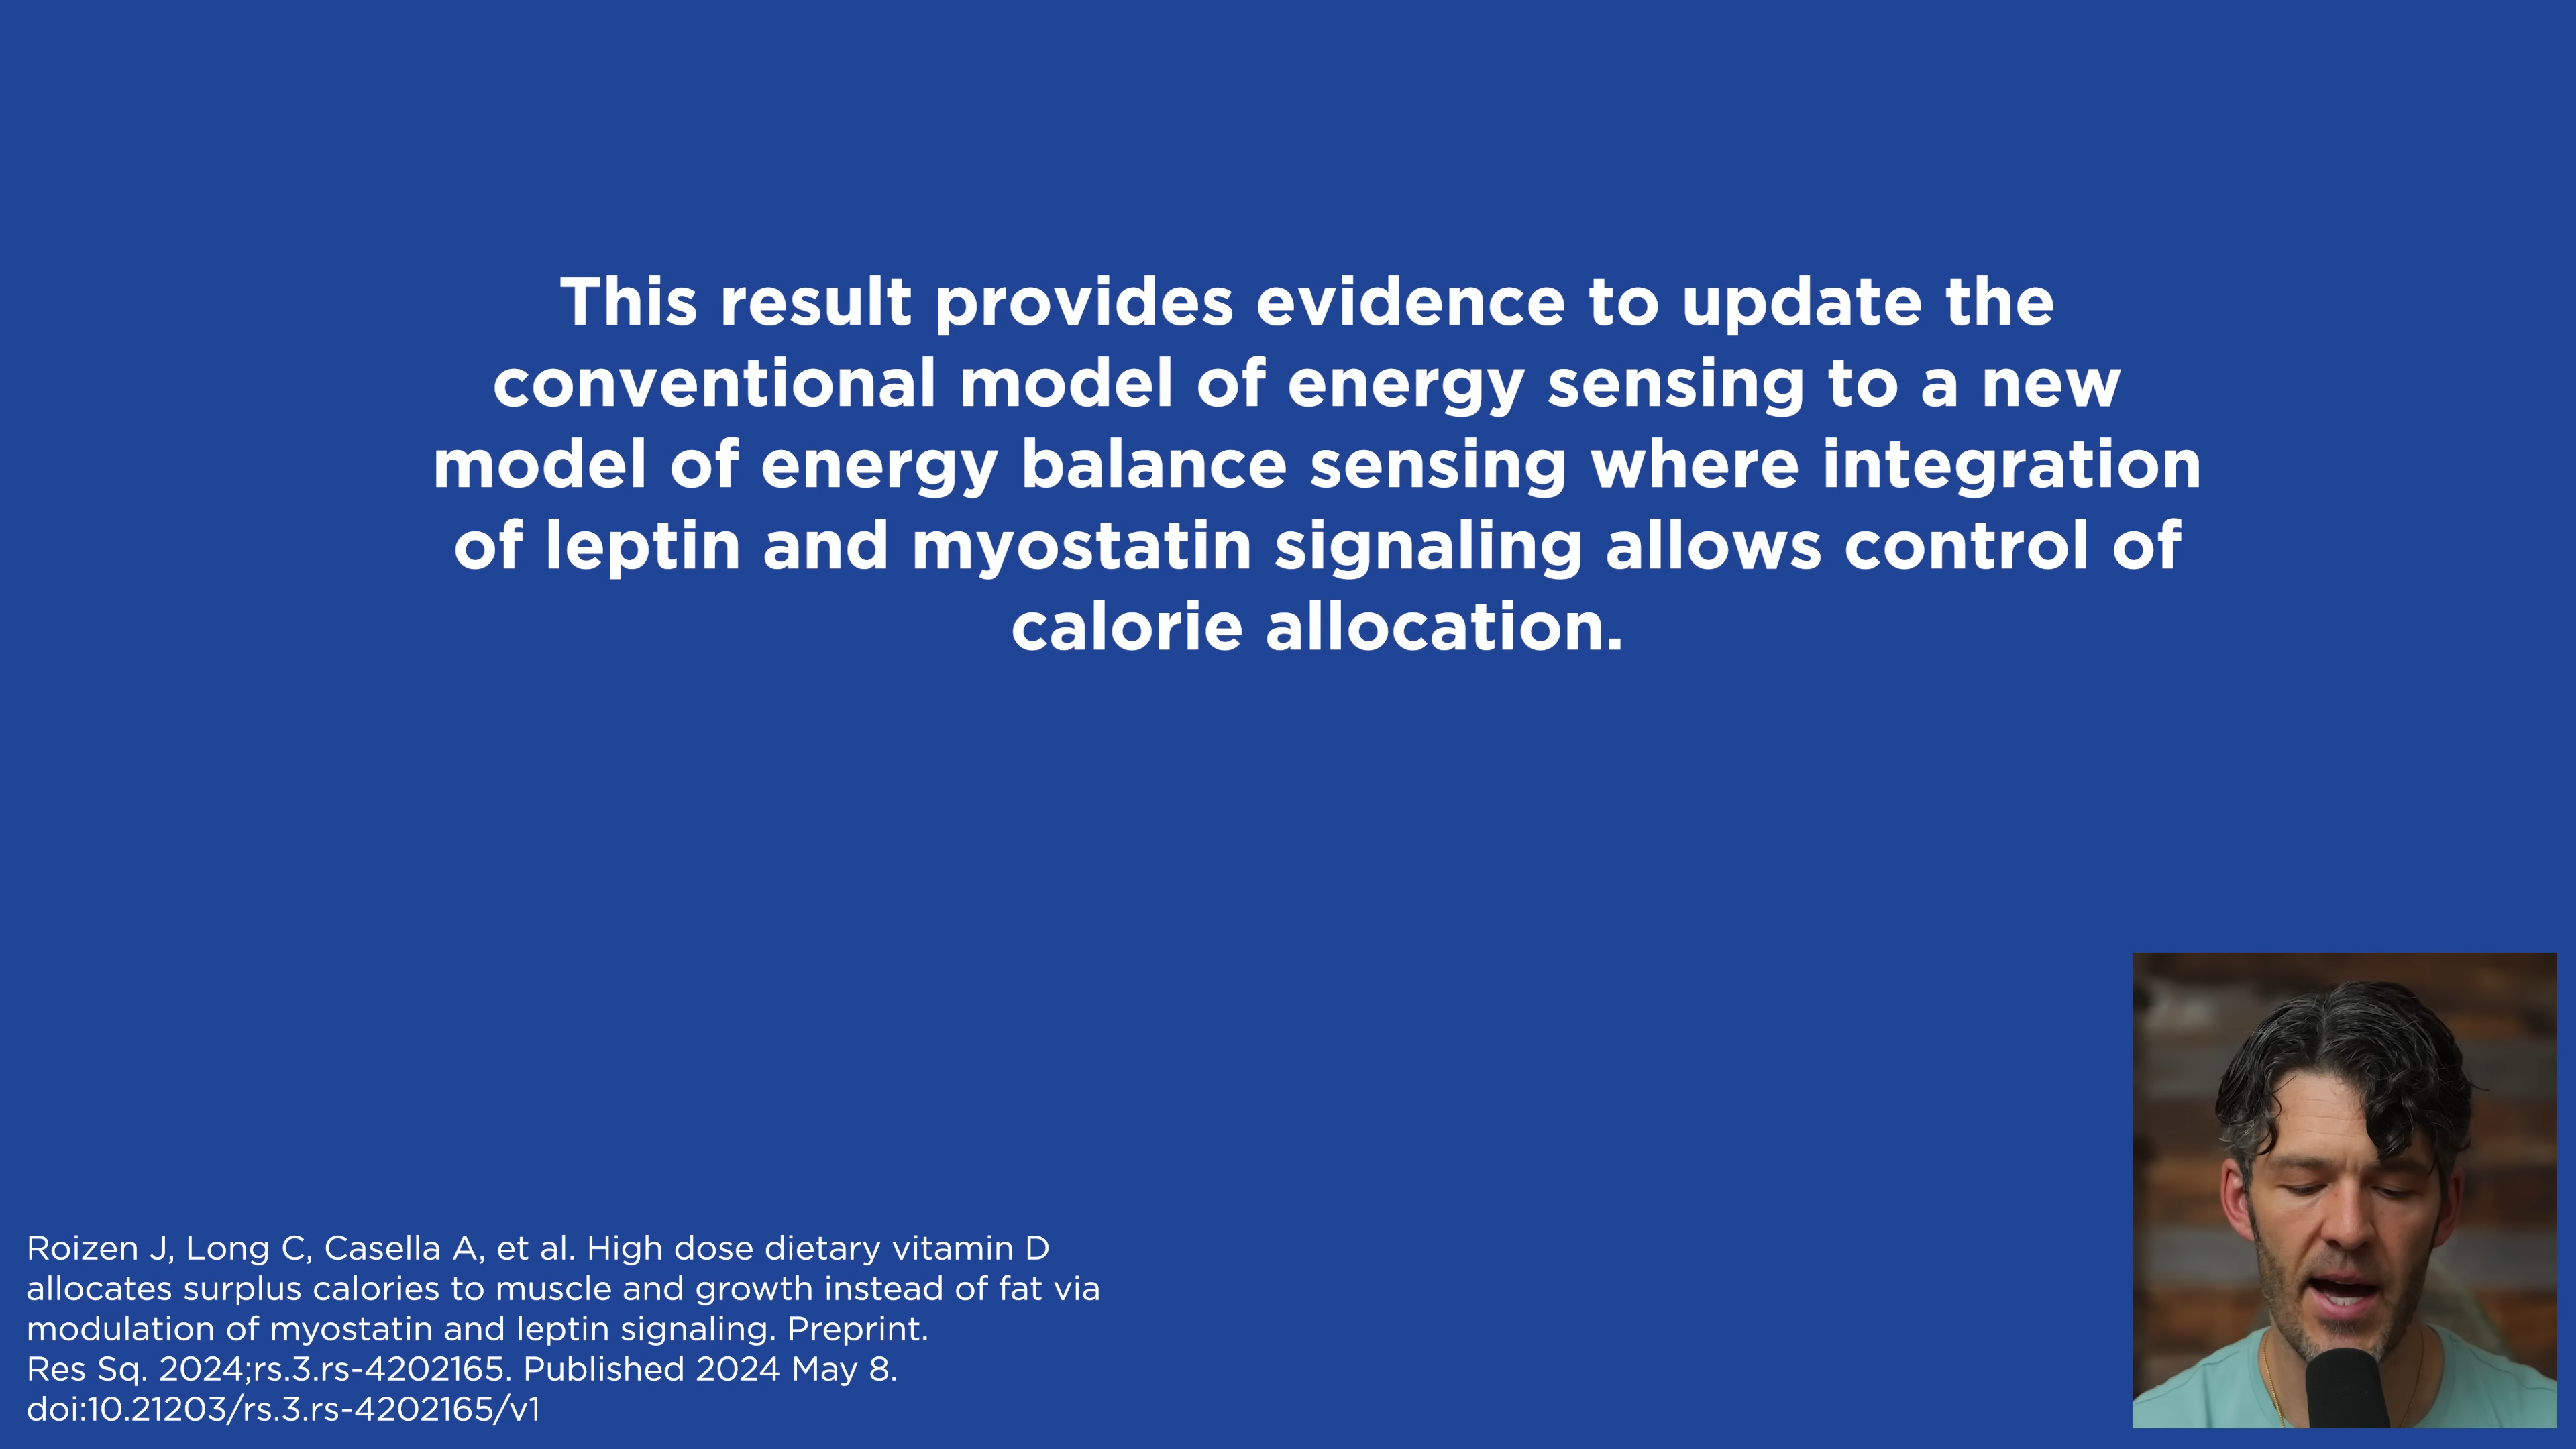 This result provides evidence to update the
conventional model of energy sensing to a new
model of energy balance sensing where integration
of leptin and myostatin signaling allows control of
calorie allocation.
Roizen J, Long C, Casella A, et al. High dose dietary vitamin D
allocates surplus calories to muscle and growth instead of fat via
modulation of myostatin and leptin signaling. Preprint.
Res Sq. 2024;rs.3.rs-4202165. Published 2024 May 8.
doi:10.21203/rs.3.rs-4202165/v1